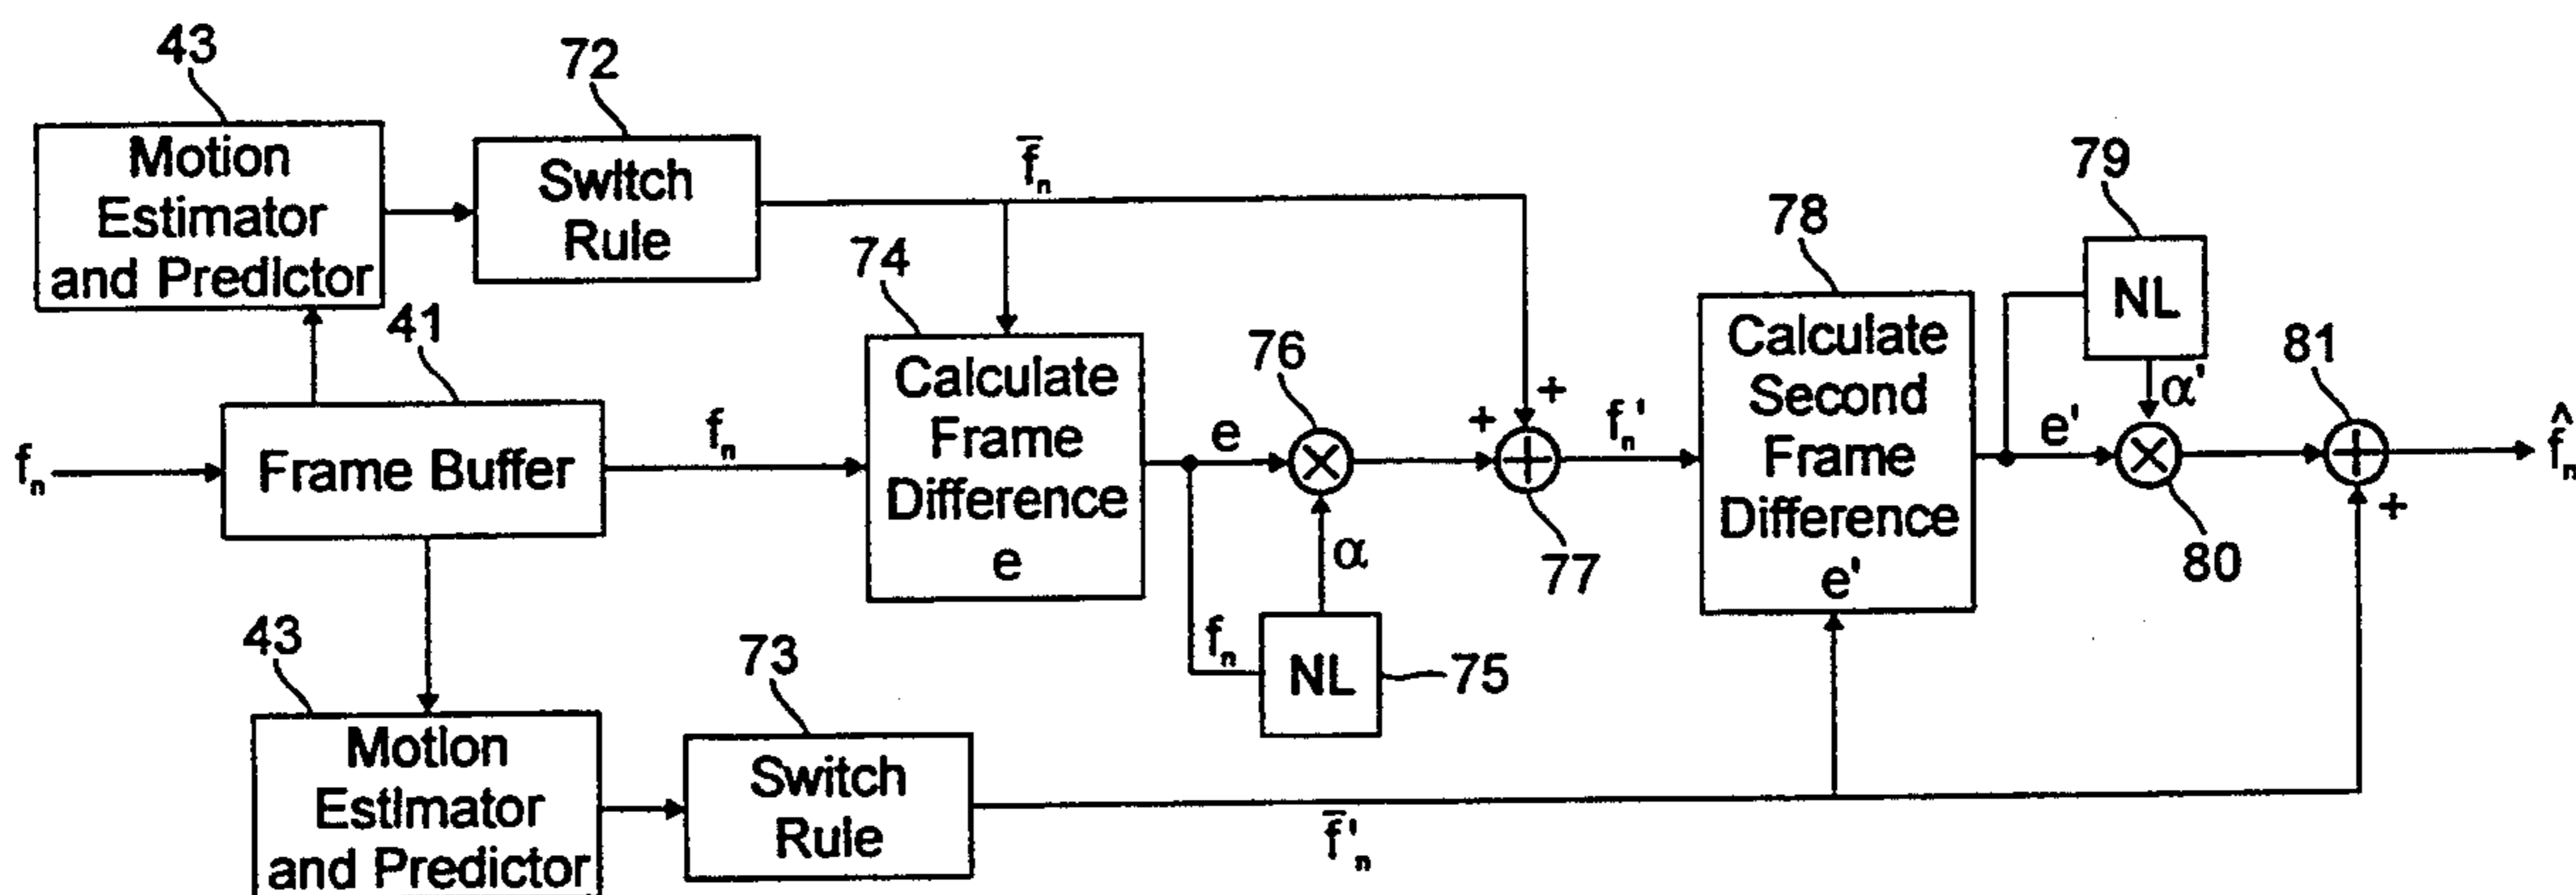 43
Motion
Estimator
and Predictor
72
Switch
Rule
f̄ₙ
41
fₙ
Frame Buffer
fₙ
74
Calculate
Frame
Difference
e
e
76
α
fₙ
NL
75
+
+
77
fₙ'
78
Calculate
Second
Frame
Difference
e'
79
NL
α'
e'
80
81
+
f̂ₙ
43
Motion
Estimator
and Predictor
73
Switch
Rule
f̄'ₙ